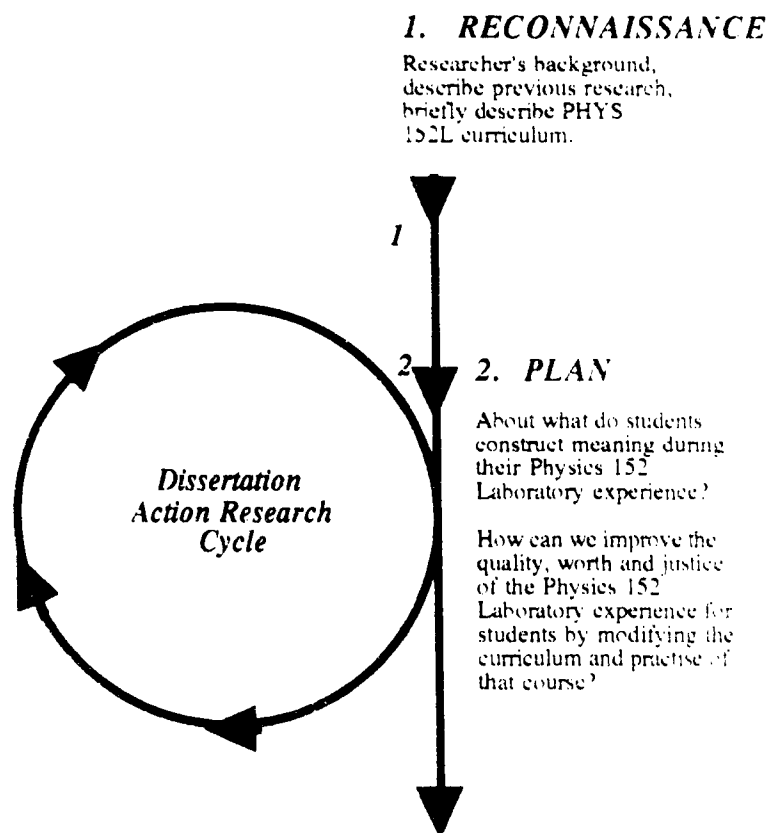 1. RECONNAISSANCE
Researcher's background,
describe previous research,
briefly describe PHYS
152L curriculum.
1
2
2. PLAN
About what do students
construct meaning during
their Physics 152
Laboratory experience?
How can we improve the
quality, worth and justice
of the Physics 152
Laboratory experience for
students by modifying the
curriculum and practise of
that course?
Dissertation
Action Research
Cycle